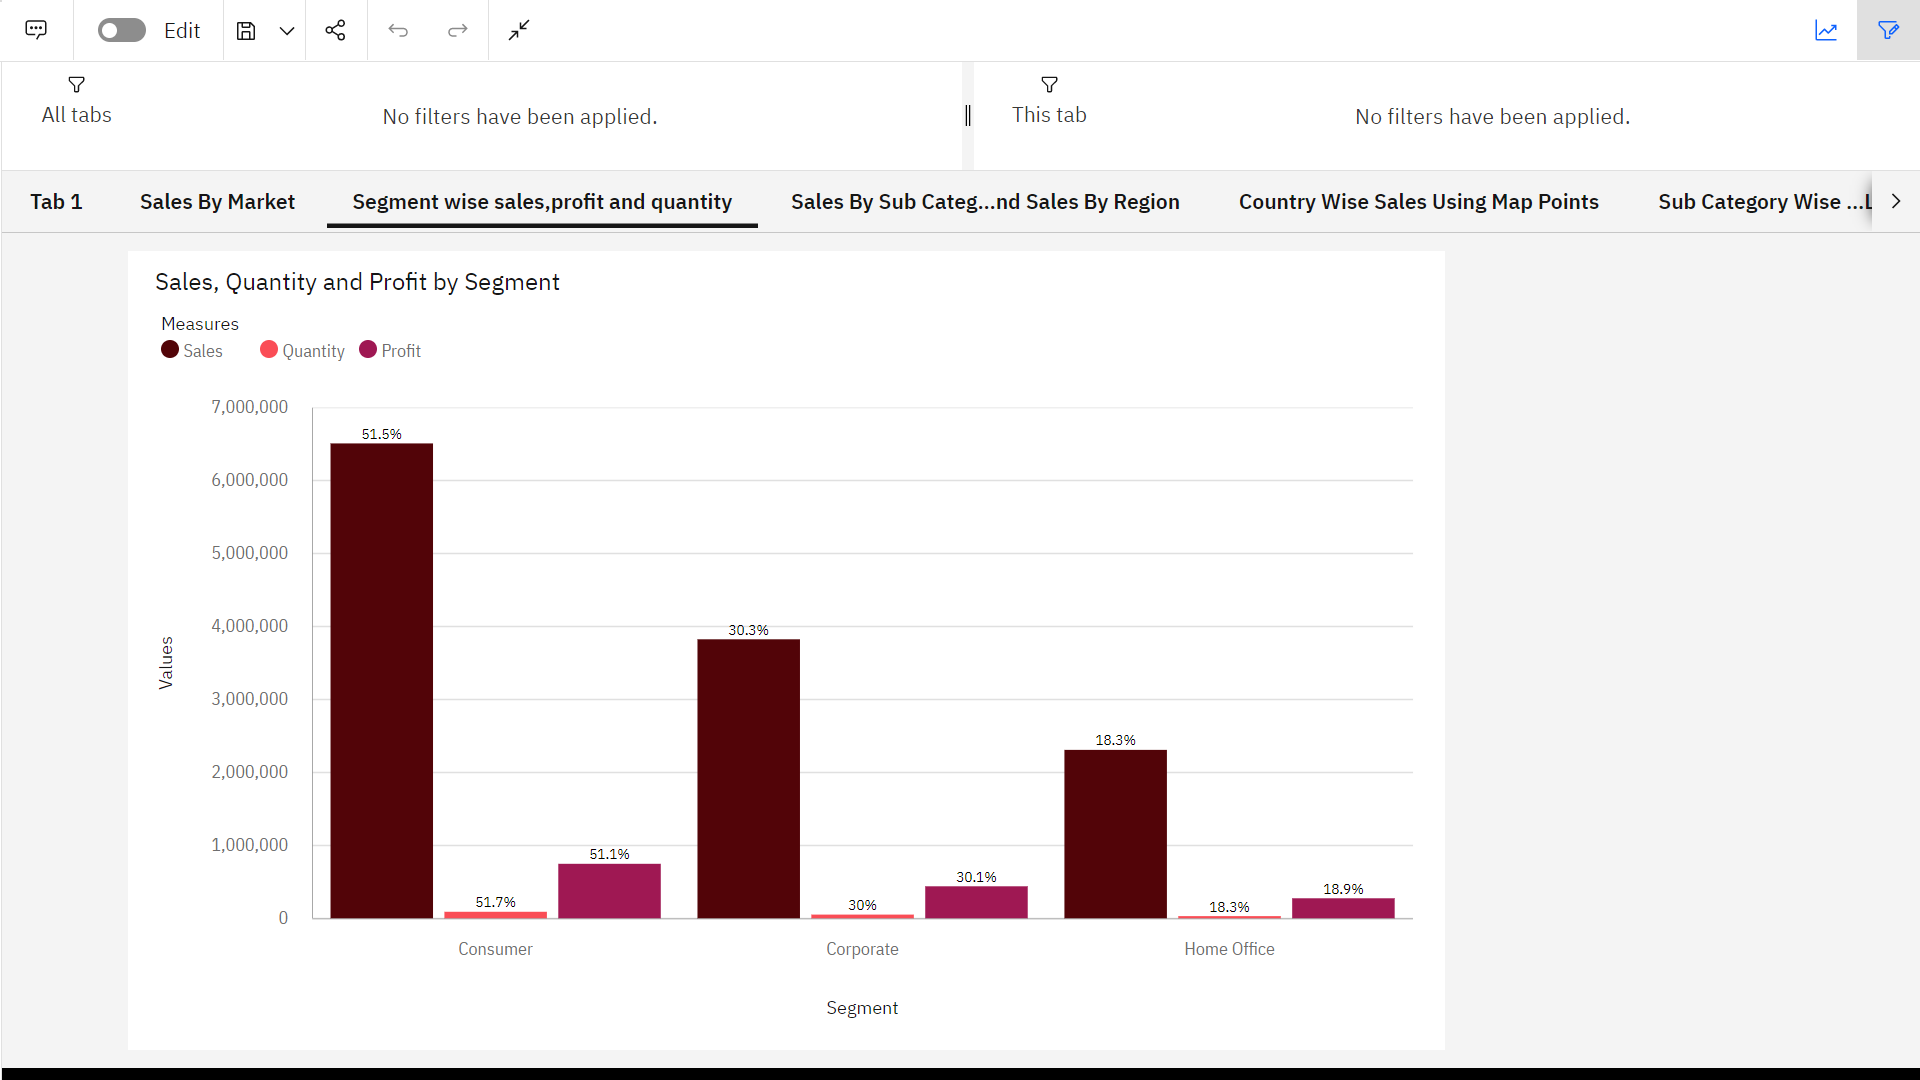 Edit
All tabs
No filters have been applied.
This tab
No filters have been applied.
Tab 1
Sales By Market
Segment wise sales,profit and quantity
Sales By Sub Categ...nd Sales By Region
Country Wise Sales Using Map Points
Sub Category Wise ...L
Sales, Quantity and Profit by Segment
Measures
Sales
Quantity
Profit
Values
7,000,000
6,000,000
5,000,000
4,000,000
3,000,000
2,000,000
1,000,000
0
51.5%
51.7%
51.1%
30.3%
30%
30.1%
18.3%
18.3%
18.9%
Consumer
Corporate
Home Office
Segment